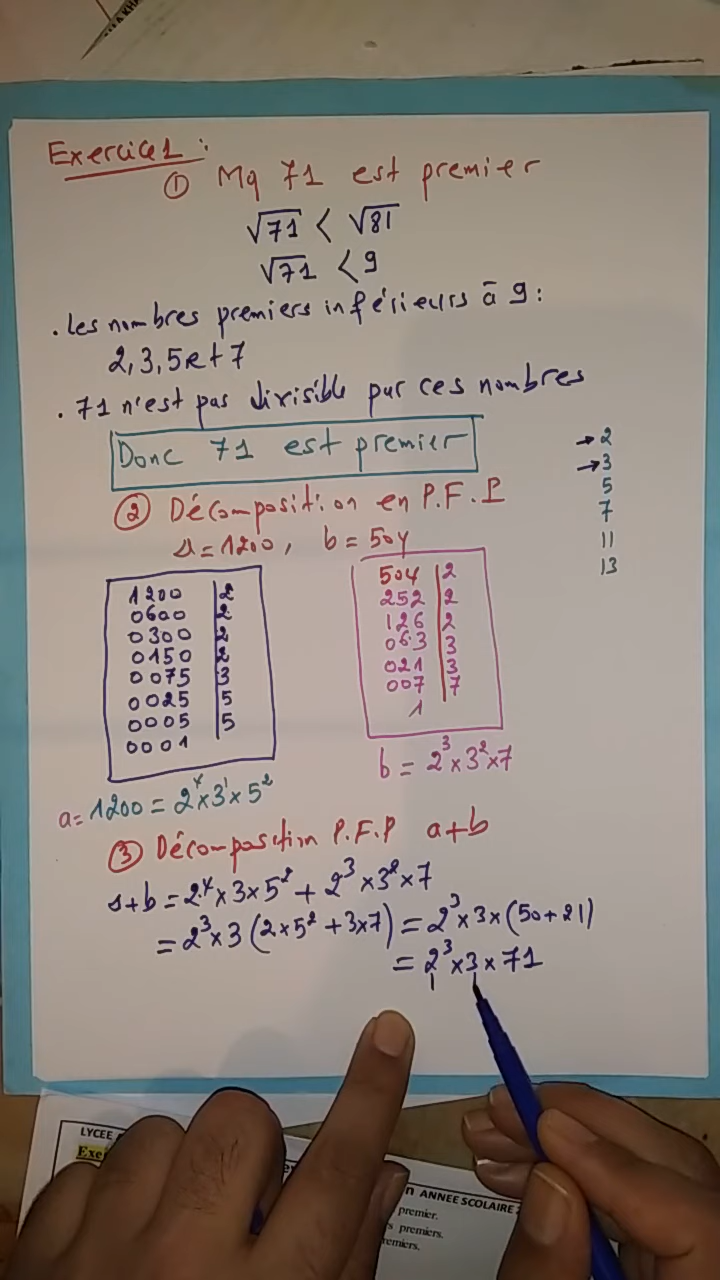 A KHA
Exercice1 :
① Mq 71 est premier
√71 < √81
√71 < 9
. Les nombres premiers inférieurs à 9 :
2, 3, 5 et 7
. 71 n'est pas divisible par ces nombres
Donc 71 est premier
→ 2
→ 3
5
7
11
13
② Décomposition en P.F.P
a = 1200, b = 504
1200 | 2
0600 | 2
0300 | 2
0150 | 2
0075 | 3
0025 | 5
0005 | 5
0001
504 | 2
252 | 2
126 | 2
063 | 3
021 | 3
007 | 7
1
a = 1200 = 2⁴ × 3¹ × 5²
b = 2³ × 3² × 7
③ Décomposition P.F.P a+b
a+b = 2⁴ × 3 × 5² + 2³ × 3² × 7
= 2³ × 3 (2 × 5² + 3 × 7) = 2³ × 3 × (50 + 21)
= 2³ × 3 × 71
LYCEE
Exe
n ANNEE SCOLAIRE 2
premier.
s premiers.
remiers.